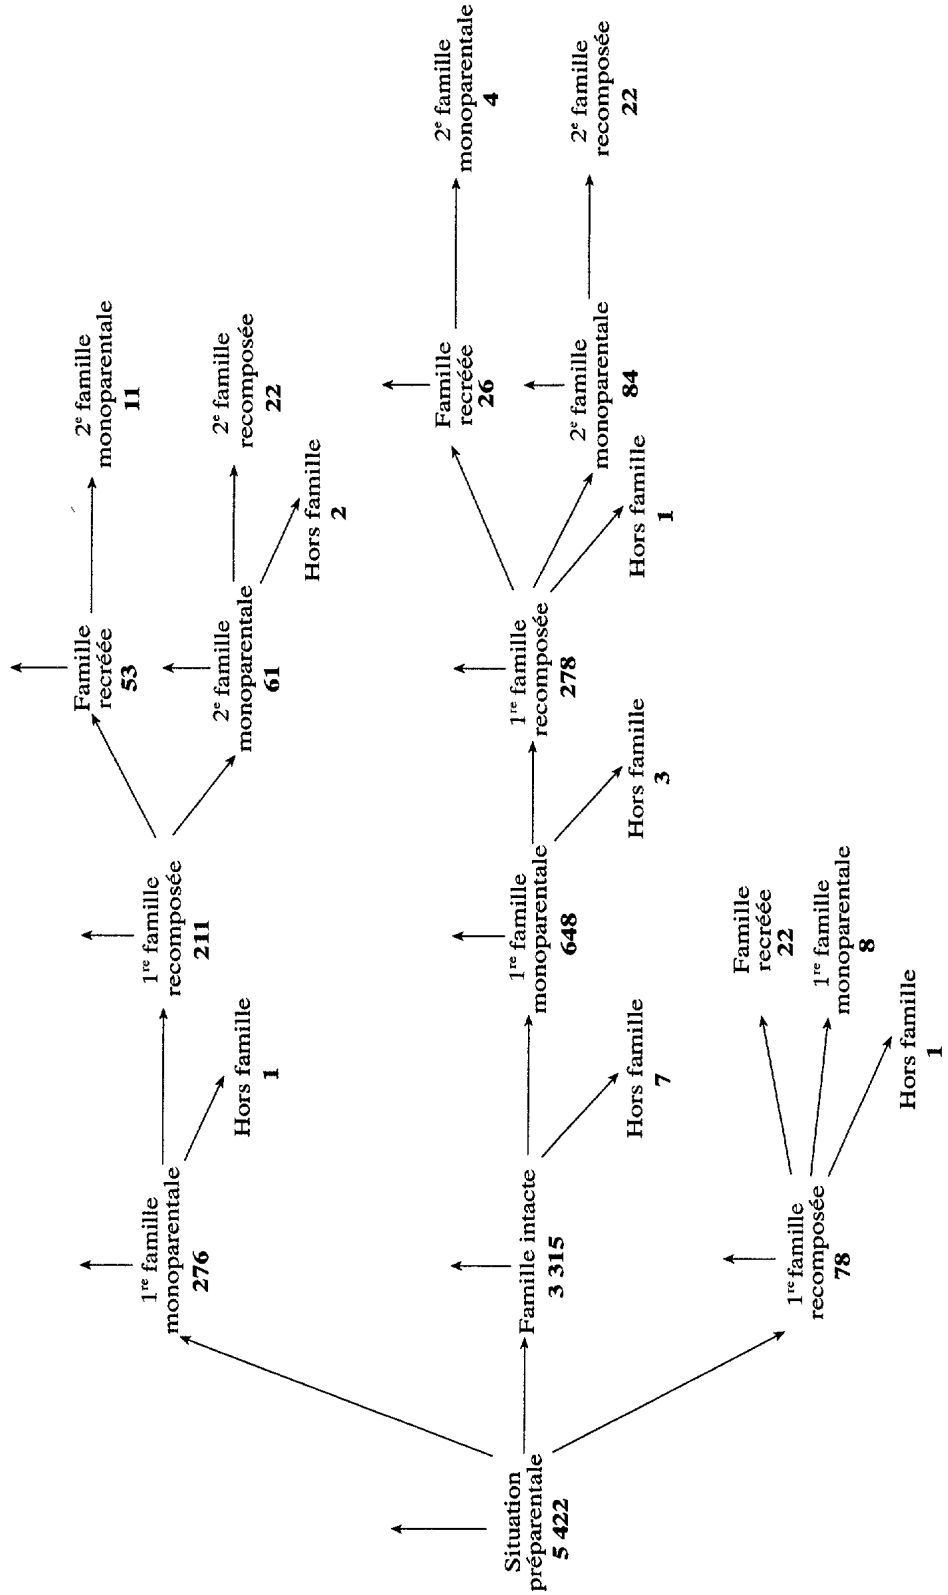 Situation
préparentale
5 422
1re famille
monoparentale
276
Hors famille
1
1re famille
recomposée
211
Famille
recréée
53
2e famille
monoparentale
11
2e famille
monoparentale
61
2e famille
recomposée
22
Hors famille
2
Famille intacte
3 315
Hors famille
7
1re famille
monoparentale
648
Hors famille
3
1re famille
recomposée
278
Famille
recréée
26
2e famille
monoparentale
4
2e famille
monoparentale
84
2e famille
recomposée
22
Hors famille
1
1re famille
recomposée
78
Famille
recréée
22
1re famille
monoparentale
8
Hors famille
1